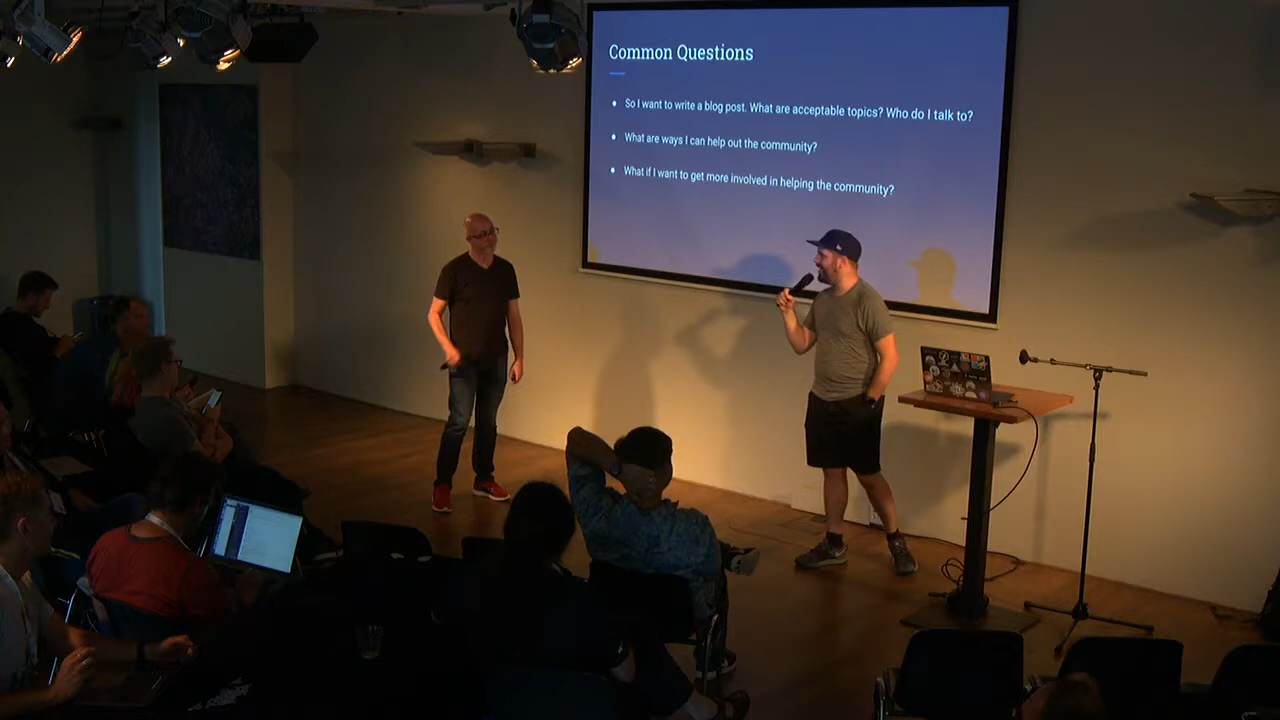 Common Questions
So I want to write a blog post. What are acceptable topics? Who do I talk to?
What are ways I can help out the community?
What if I want to get more involved in helping the community?